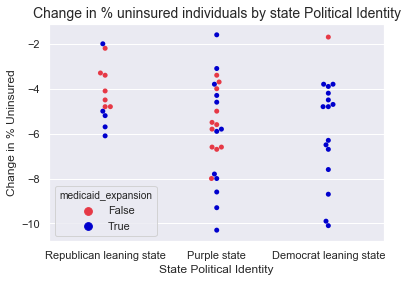 Change in % uninsured individuals by state Political Identity
Change in % Uninsured
−2
−4
−6
−8
−10
medicaid_expansion
False
True
Republican leaning state
Purple state
Democrat leaning state
State Political Identity